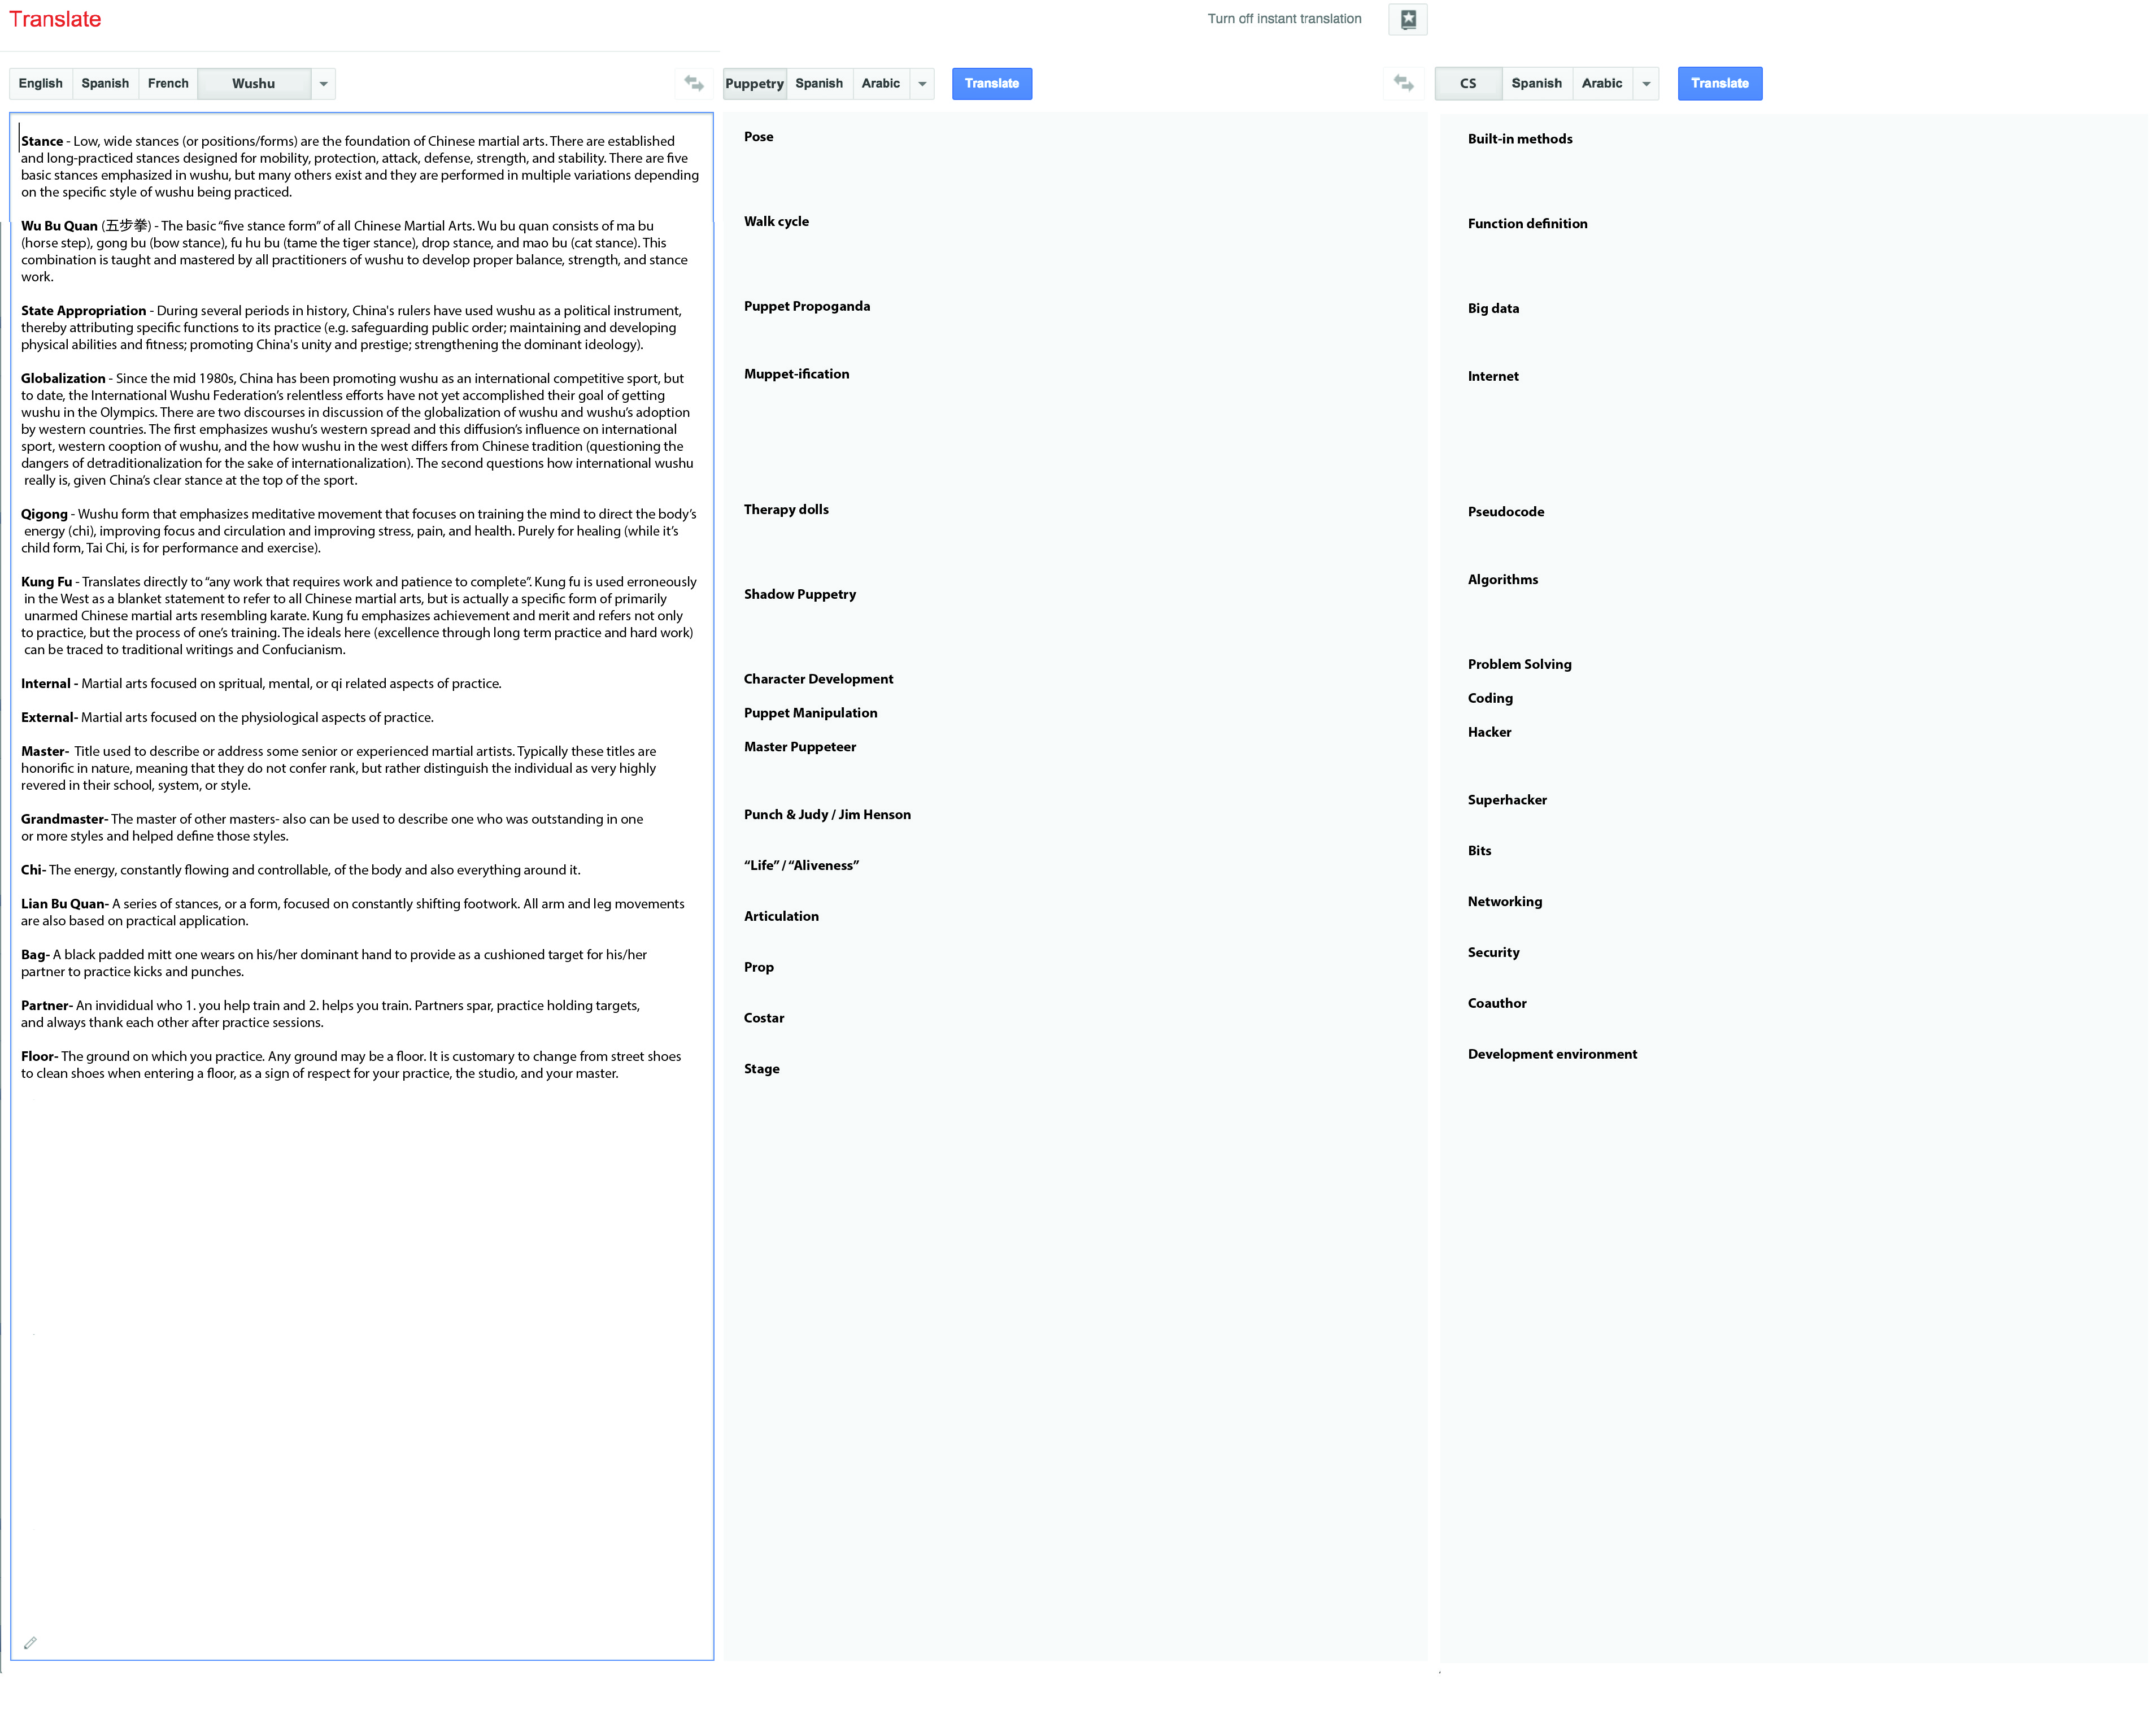 Translate
Turn off instant translation
English Spanish French Wushu
Puppetry Spanish Arabic Translate
CS Spanish Arabic Translate
Stance - Low, wide stances (or positions/forms) are the foundation of Chinese martial arts. There are established
and long-practiced stances designed for mobility, protection, attack, defense, strength, and stability. There are five
basic stances emphasized in wushu, but many others exist and they are performed in multiple variations depending
on the specific style of wushu being practiced.
Wu Bu Quan (五步拳) - The basic “five stance form” of all Chinese Martial Arts. Wu bu quan consists of ma bu
(horse step), gong bu (bow stance), fu hu bu (tame the tiger stance), drop stance, and mao bu (cat stance). This
combination is taught and mastered by all practitioners of wushu to develop proper balance, strength, and stance
work.
State Appropriation - During several periods in history, China's rulers have used wushu as a political instrument,
thereby attributing specific functions to its practice (e.g. safeguarding public order; maintaining and developing
physical abilities and fitness; promoting China's unity and prestige; strengthening the dominant ideology).
Globalization - Since the mid 1980s, China has been promoting wushu as an international competitive sport, but
to date, the International Wushu Federation’s relentless efforts have not yet accomplished their goal of getting
wushu in the Olympics. There are two discourses in discussion of the globalization of wushu and wushu’s adoption
by western countries. The first emphasizes wushu’s western spread and this diffusion’s influence on international
sport, western cooption of wushu, and the how wushu in the west differs from Chinese tradition (questioning the
dangers of detraditionalization for the sake of internationalization). The second questions how international wushu
really is, given China’s clear stance at the top of the sport.
Qigong - Wushu form that emphasizes meditative movement that focuses on training the mind to direct the body’s
energy (chi), improving focus and circulation and improving stress, pain, and health. Purely for healing (while it’s
child form, Tai Chi, is for performance and exercise).
Kung Fu - Translates directly to “any work that requires work and patience to complete”. Kung fu is used erroneously
in the West as a blanket statement to refer to all Chinese martial arts, but is actually a specific form of primarily
unarmed Chinese martial arts resembling karate. Kung fu emphasizes achievement and merit and refers not only
to practice, but the process of one’s training. The ideals here (excellence through long term practice and hard work)
can be traced to traditional writings and Confucianism.
Internal - Martial arts focused on spritual, mental, or qi related aspects of practice.
External- Martial arts focused on the physiological aspects of practice.
Master- Title used to describe or address some senior or experienced martial artists. Typically these titles are
honorific in nature, meaning that they do not confer rank, but rather distinguish the individual as very highly
revered in their school, system, or style.
Grandmaster- The master of other masters- also can be used to describe one who was outstanding in one
or more styles and helped define those styles.
Chi- The energy, constantly flowing and controllable, of the body and also everything around it.
Lian Bu Quan- A series of stances, or a form, focused on constantly shifting footwork. All arm and leg movements
are also based on practical application.
Bag- A black padded mitt one wears on his/her dominant hand to provide as a cushioned target for his/her
partner to practice kicks and punches.
Partner- An invididual who 1. you help train and 2. helps you train. Partners spar, practice holding targets,
and always thank each other after practice sessions.
Floor- The ground on which you practice. Any ground may be a floor. It is customary to change from street shoes
to clean shoes when entering a floor, as a sign of respect for your practice, the studio, and your master.
Pose
Walk cycle
Puppet Propoganda
Muppet-ification
Therapy dolls
Shadow Puppetry
Character Development
Puppet Manipulation
Master Puppeteer
Punch & Judy / Jim Henson
“Life” / “Aliveness”
Articulation
Prop
Costar
Stage
Built-in methods
Function definition
Big data
Internet
Pseudocode
Algorithms
Problem Solving
Coding
Hacker
Superhacker
Bits
Networking
Security
Coauthor
Development environment